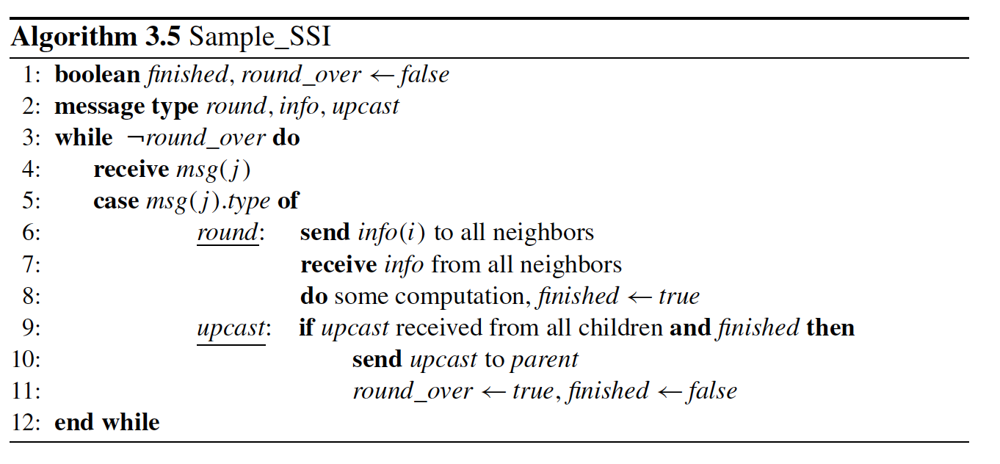 Algorithm 3.5 Sample_SSI
1: boolean finished, round_over ← false
2: message type round, info, upcast
3: while ¬round_over do
4: receive msg(j)
5: case msg(j).type of
6: round: send info(i) to all neighbors
7: receive info from all neighbors
8: do some computation, finished ← true
9: upcast: if upcast received from all children and finished then
10: send upcast to parent
11: round_over ← true, finished ← false
12: end while